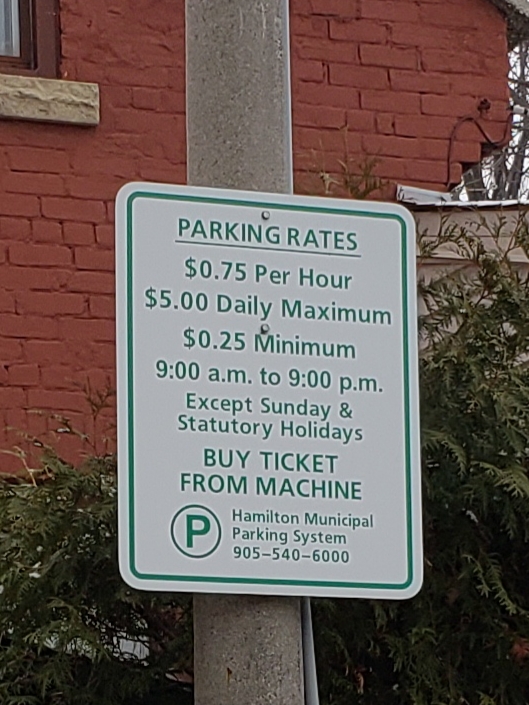 PARKING RATES
$0.75 Per Hour
$5.00 Daily Maximum
$0.25 Minimum
9:00 a.m. to 9:00 p.m.
Except Sunday &
Statutory Holidays
BUY TICKET
FROM MACHINE
P
Hamilton Municipal
Parking System
905–540–6000